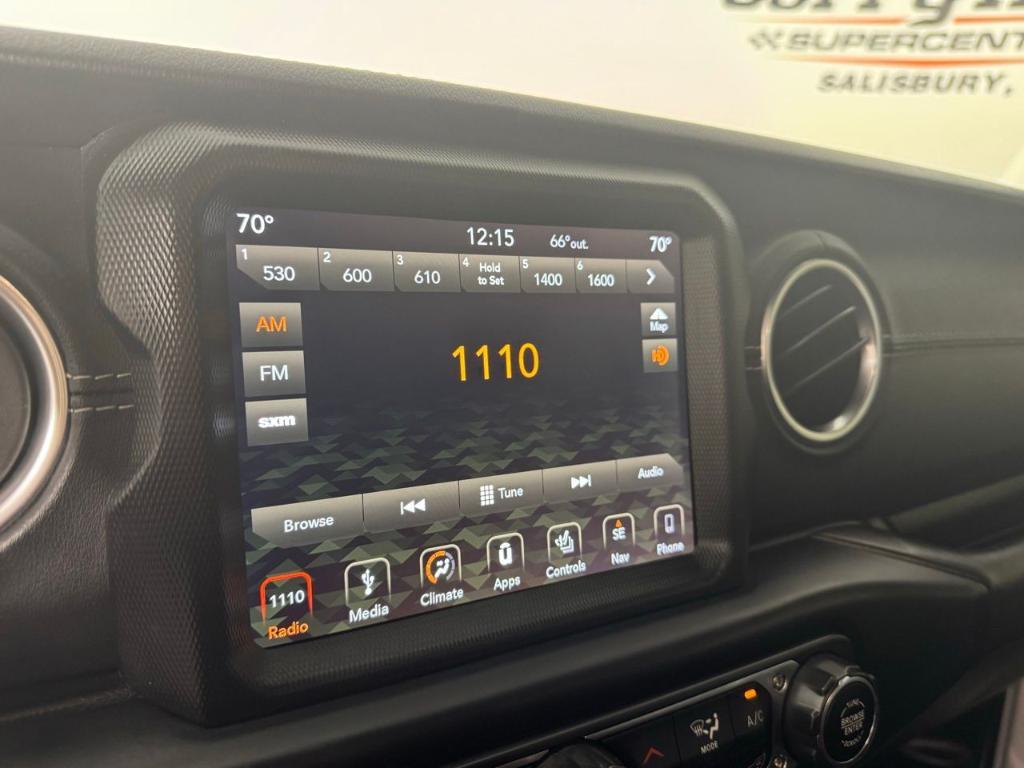 SUPERCENT
SALISBURY,
70° 12:15 66° out. 70°
1 530 2 600 3 610 4 Hold to Set 5 1400 6 1600
AM
Map
1110
FM
sxm
Browse Tune Audio
1110 Radio Media Climate Apps Controls SE Nav Phone
MODE
A/C
BROWSE
ENTER